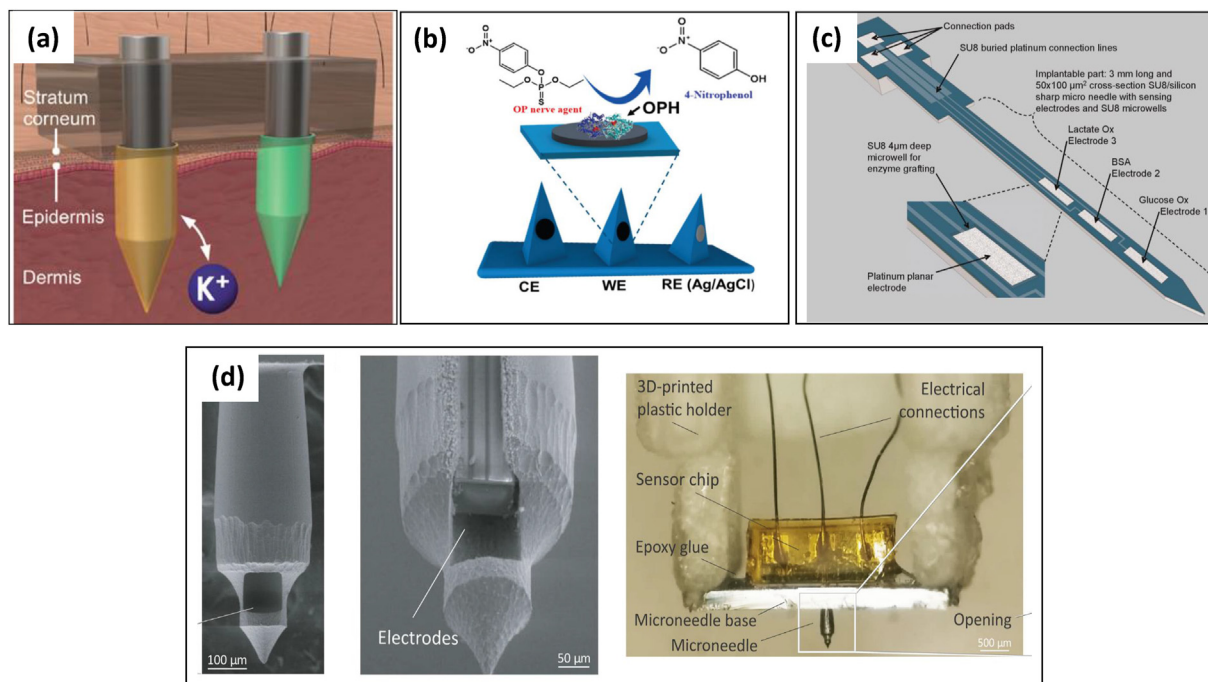 (a)
Stratum
corneum
Epidermis
Dermis
K+
(b)
O
N+
O-
O
O
P
O
S
OP nerve agent
O
N+
O-
OH
4-Nitrophenol
OPH
CE
WE
RE (Ag/AgCl)
(c)
Connection pads
SU8 buried platinum connection lines
Implantable part: 3 mm long and
50x100 µm² cross-section SU8/silicon
sharp micro needle with sensing
electrodes and SU8 microwells
Lactate Ox
Electrode 3
SU8 4µm deep
microwell for
enzyme grafting
BSA
Electrode 2
Glucose Ox
Electrode 1
Platinum planar
electrode
(d)
100 µm
Electrodes
50 µm
3D-printed
plastic holder
Electrical
connections
Sensor chip
Epoxy glue
Microneedle base
Microneedle
Opening
500 µm